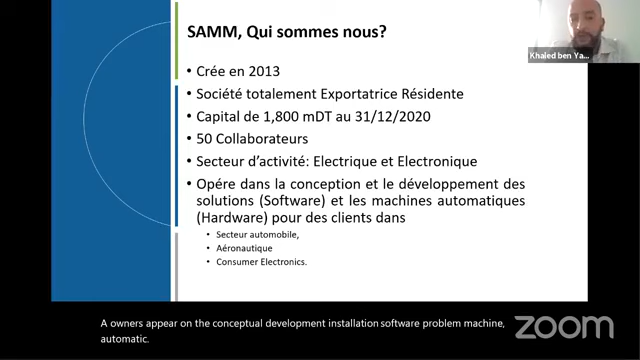 SAMM, Qui sommes nous?
• Crée en 2013
• Société totalement Exportatrice Résidente
• Capital de 1,800 mDT au 31/12/2020
• 50 Collaborateurs
• Secteur d'activité: Electrique et Electronique
• Opére dans la conception et le développement des
solutions (Software) et les machines automatiques
(Hardware) pour des clients dans
• Secteur automobile,
• Aéronautique
• Consumer Electronics.
Khaled ben Ya...
A owners appear on the conceptual development installation software problem machine,
automatic.
zoom